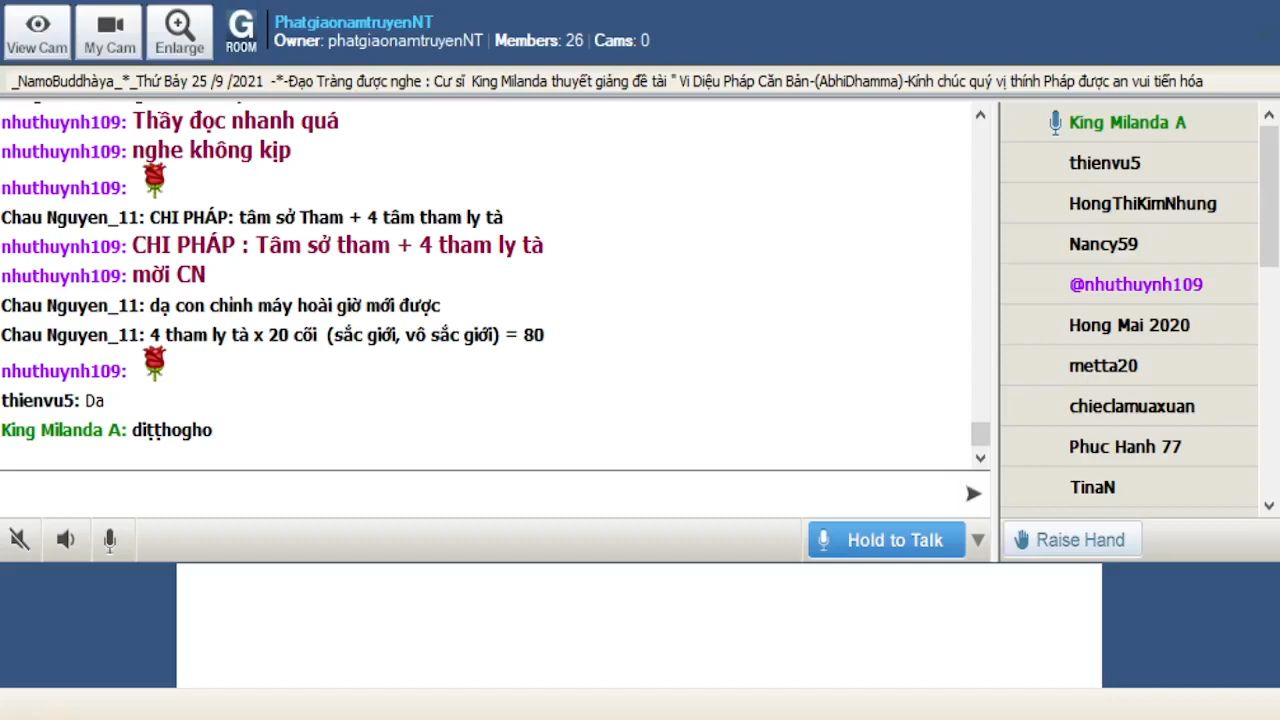 View Cam
My Cam
Enlarge
G
ROOM
PhatgiaonamtruyenNT
Owner: phatgiaonamtruyenNT | Members: 26 | Cams: 0
_NamoBuddhàya_*_Thứ Bảy 25 /9 /2021 -*-Đạo Tràng được nghe : Cư sĩ King Milanda thuyết giảng đề tài " Vi Diệu Pháp Căn Bản-(AbhiDhamma)-Kính chúc quý vị thính Pháp được an vui tiến hóa
nhuthuynh109: Thầy đọc nhanh quá
nhuthuynh109: nghe không kịp
nhuthuynh109:
Chau Nguyen_11: CHI PHÁP: tâm sở Tham + 4 tâm tham ly tà
nhuthuynh109: CHI PHÁP : Tâm sở tham + 4 tham ly tà
nhuthuynh109: mời CN
Chau Nguyen_11: dạ con chỉnh máy hoài giờ mới được
Chau Nguyen_11: 4 tham ly tà x 20 cõi (sắc giới, vô sắc giới) = 80
nhuthuynh109:
thienvu5: Da
King Milanda A: diṭṭhogho
King Milanda A
thienvu5
HongThiKimNhung
Nancy59
@nhuthuynh109
Hong Mai 2020
metta20
chieclamuaxuan
Phuc Hanh 77
TinaN
Hold to Talk
Raise Hand